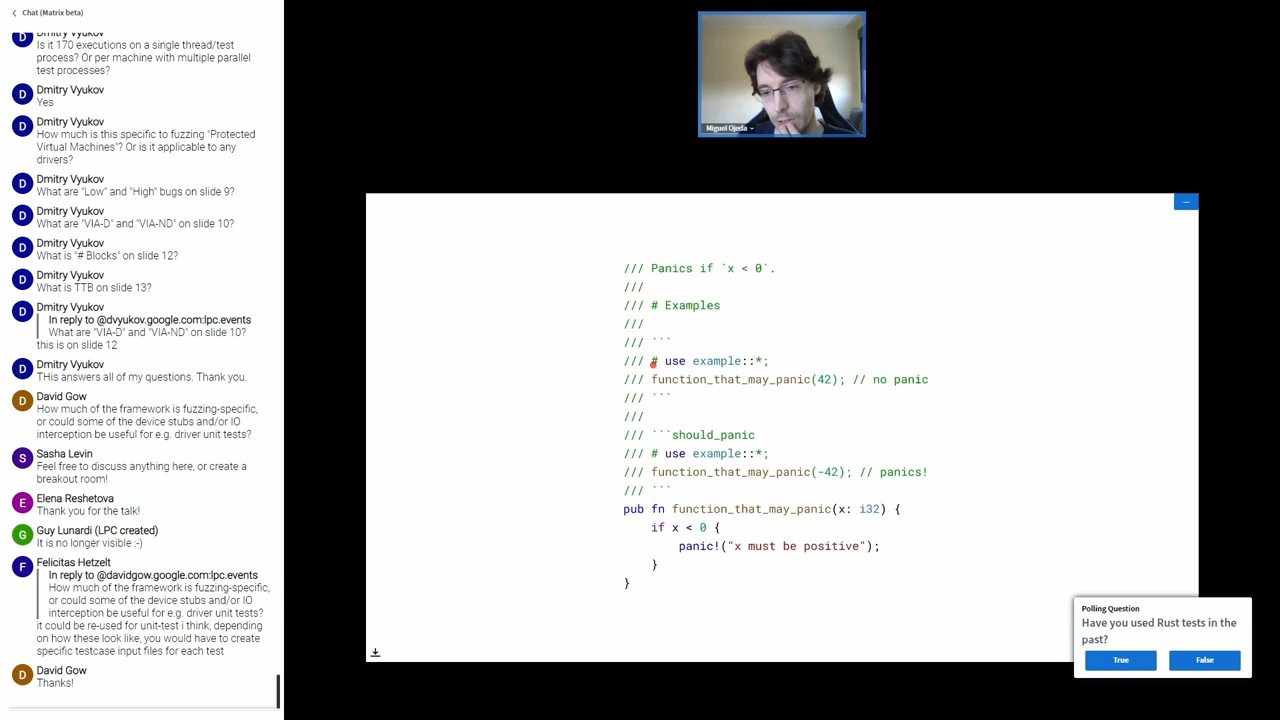 Chat (Matrix beta)
D
Dmitry Vyukov
Is it 170 executions on a single thread/test
process? Or per machine with multiple parallel
test processes?
D
Dmitry Vyukov
Yes
D
Dmitry Vyukov
How much is this specific to fuzzing "Protected
Virtual Machines"? Or is it applicable to any
drivers?
D
Dmitry Vyukov
What are "Low" and "High" bugs on slide 9?
D
Dmitry Vyukov
What are "VIA-D" and "VIA-ND" on slide 10?
D
Dmitry Vyukov
What is "# Blocks" on slide 12?
D
Dmitry Vyukov
What is TTB on slide 13?
D
Dmitry Vyukov
In reply to @dvyukov.google.com:lpc.events
What are "VIA-D" and "VIA-ND" on slide 10?
this is on slide 12
D
Dmitry Vyukov
THis answers all of my questions. Thank you.
D
David Gow
How much of the framework is fuzzing-specific,
or could some of the device stubs and/or IO
interception be useful for e.g. driver unit tests?
S
Sasha Levin
Feel free to discuss anything here, or create a
breakout room!
E
Elena Reshetova
Thank you for the talk!
G
Guy Lunardi (LPC created)
It is no longer visible :-)
F
Felicitas Hetzelt
In reply to @davidgow.google.com:lpc.events
How much of the framework is fuzzing-specific,
or could some of the device stubs and/or IO
interception be useful for e.g. driver unit tests?
it could be re-used for unit-test i think, depending
on how these look like, you would have to create
specific testcase input files for each test
D
David Gow
Thanks!
Miguel Ojeda
/// Panics if `x < 0`.
///
/// # Examples
///
/// ```
/// # use example::*;
/// function_that_may_panic(42); // no panic
/// ```
///
/// ```should_panic
/// # use example::*;
/// function_that_may_panic(-42); // panics!
/// ```
pub fn function_that_may_panic(x: i32) {
    if x < 0 {
        panic!("x must be positive");
    }
}
Polling Question
Have you used Rust tests in the
past?
True
False